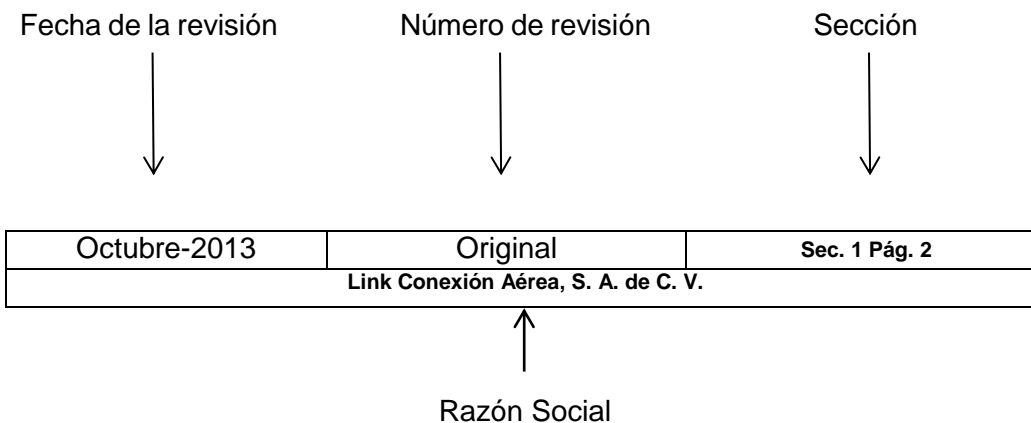 Fecha de la revisión Número de revisión Sección
Octubre-2013 Original Sec. 1 Pág. 2
Link Conexión Aérea, S. A. de C. V.
Razón Social